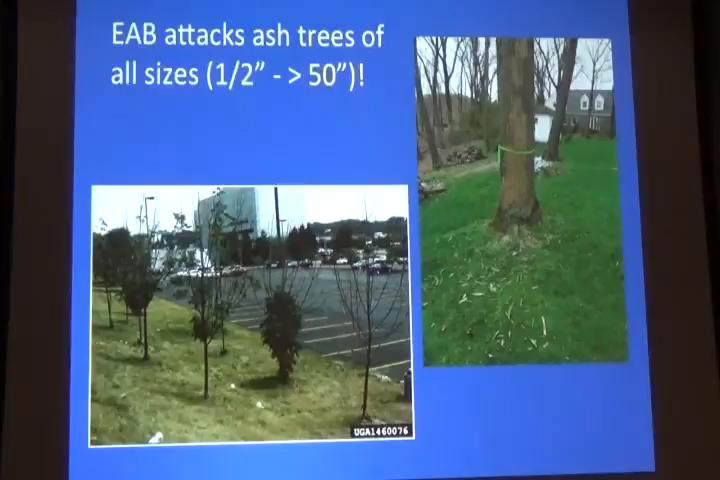 EAB attacks ash trees of
all sizes (1/2” - > 50”)!
UGA1460076